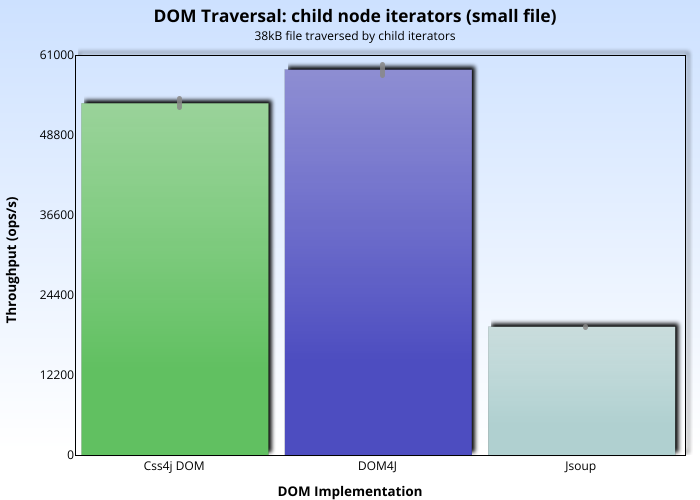 DOM Traversal: child node iterators (small file)
38kB file traversed by child iterators
61000
48800
36600
24400
12200
0
Throughput (ops/s)
Css4j DOM
DOM4J
Jsoup
DOM Implementation